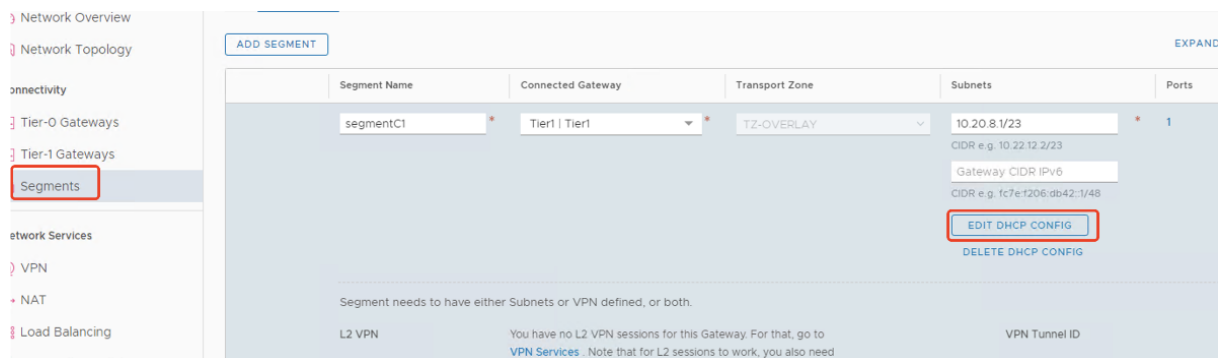 Network Overview
ADD SEGMENT
EXPAND
Network Topology
Segment Name Connected Gateway Transport Zone Subnets Ports
onnectivity
Tier-0 Gateways
segmentC1 * Tier1 | Tier1 * TZ-OVERLAY 10.20.8.1/23 * 1
CIDR e.g. 10.22.12.2/23
Tier-1 Gateways
Gateway CIDR IPv6
Segments
CIDR e.g. fc7e:f206:db42::1/48
EDIT DHCP CONFIG
etwork Services
DELETE DHCP CONFIG
VPN
NAT
Segment needs to have either Subnets or VPN defined, or both.
Load Balancing
L2 VPN You have no L2 VPN sessions for this Gateway. For that, go to VPN Tunnel ID
VPN Services . Note that for L2 sessions to work, you also need